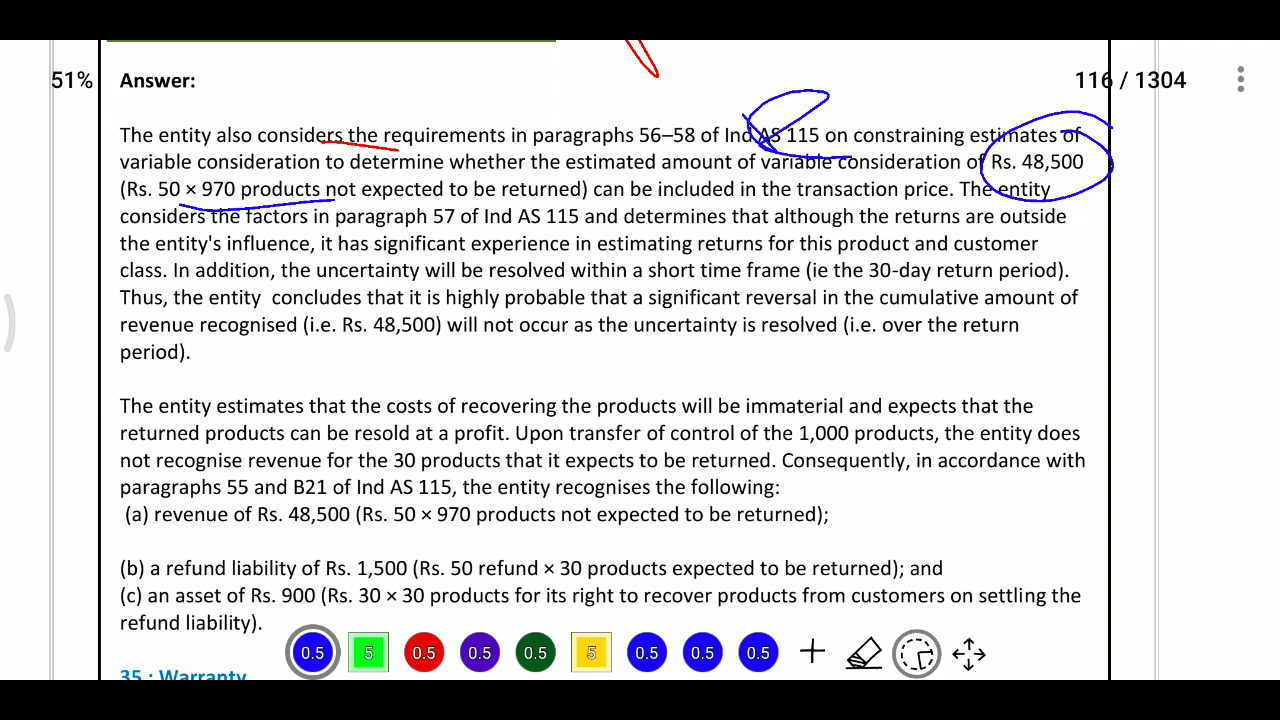 51%
Answer:
116 / 1304
The entity also considers the requirements in paragraphs 56–58 of Ind AS 115 on constraining estimates of
variable consideration to determine whether the estimated amount of variable consideration of Rs. 48,500
(Rs. 50 × 970 products not expected to be returned) can be included in the transaction price. The entity
considers the factors in paragraph 57 of Ind AS 115 and determines that although the returns are outside
the entity's influence, it has significant experience in estimating returns for this product and customer
class. In addition, the uncertainty will be resolved within a short time frame (ie the 30-day return period).
Thus, the entity  concludes that it is highly probable that a significant reversal in the cumulative amount of
revenue recognised (i.e. Rs. 48,500) will not occur as the uncertainty is resolved (i.e. over the return
period).
The entity estimates that the costs of recovering the products will be immaterial and expects that the
returned products can be resold at a profit. Upon transfer of control of the 1,000 products, the entity does
not recognise revenue for the 30 products that it expects to be returned. Consequently, in accordance with
paragraphs 55 and B21 of Ind AS 115, the entity recognises the following:
(a) revenue of Rs. 48,500 (Rs. 50 × 970 products not expected to be returned);
(b) a refund liability of Rs. 1,500 (Rs. 50 refund × 30 products expected to be returned); and
(c) an asset of Rs. 900 (Rs. 30 × 30 products for its right to recover products from customers on settling the
refund liability).
0.5 5 0.5 0.5 0.5 5 0.5 0.5 0.5
35 : Warranty